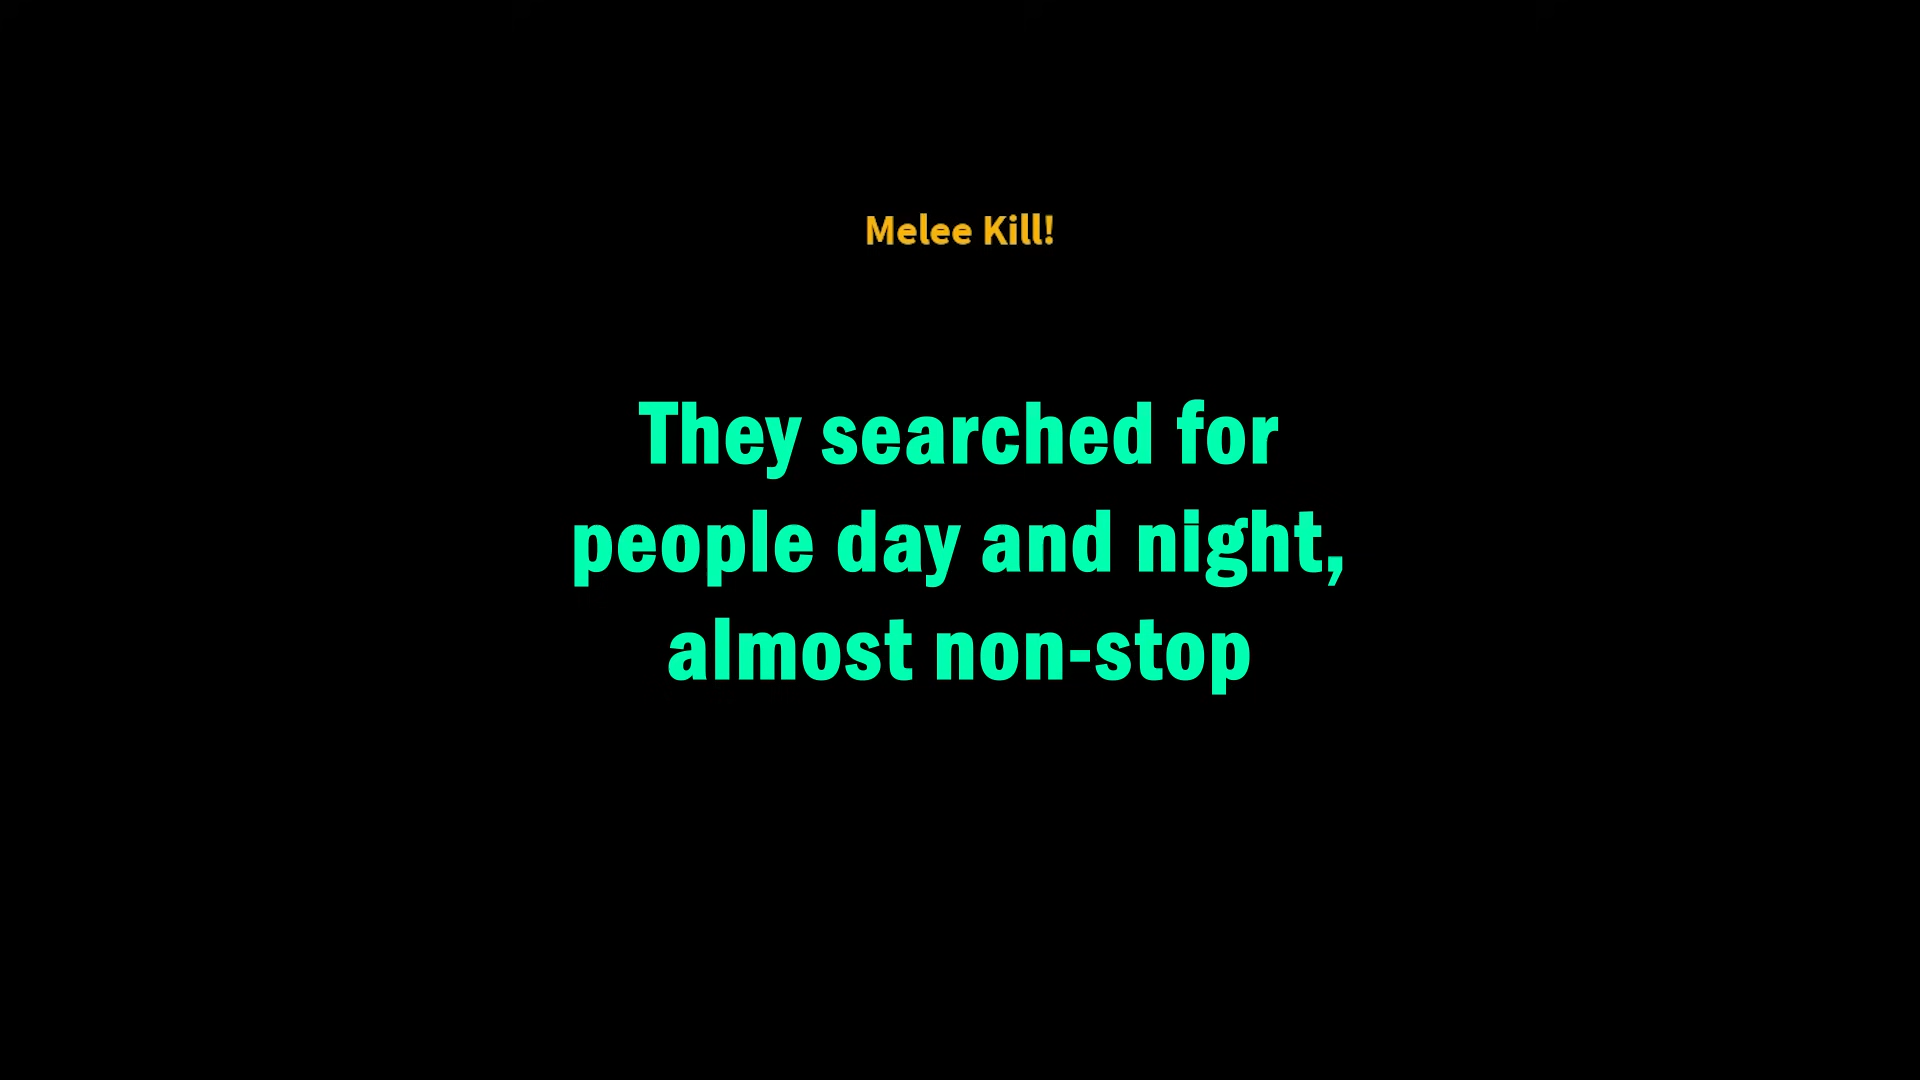 Melee Kill!
They searched for
people day and night,
almost non-stop